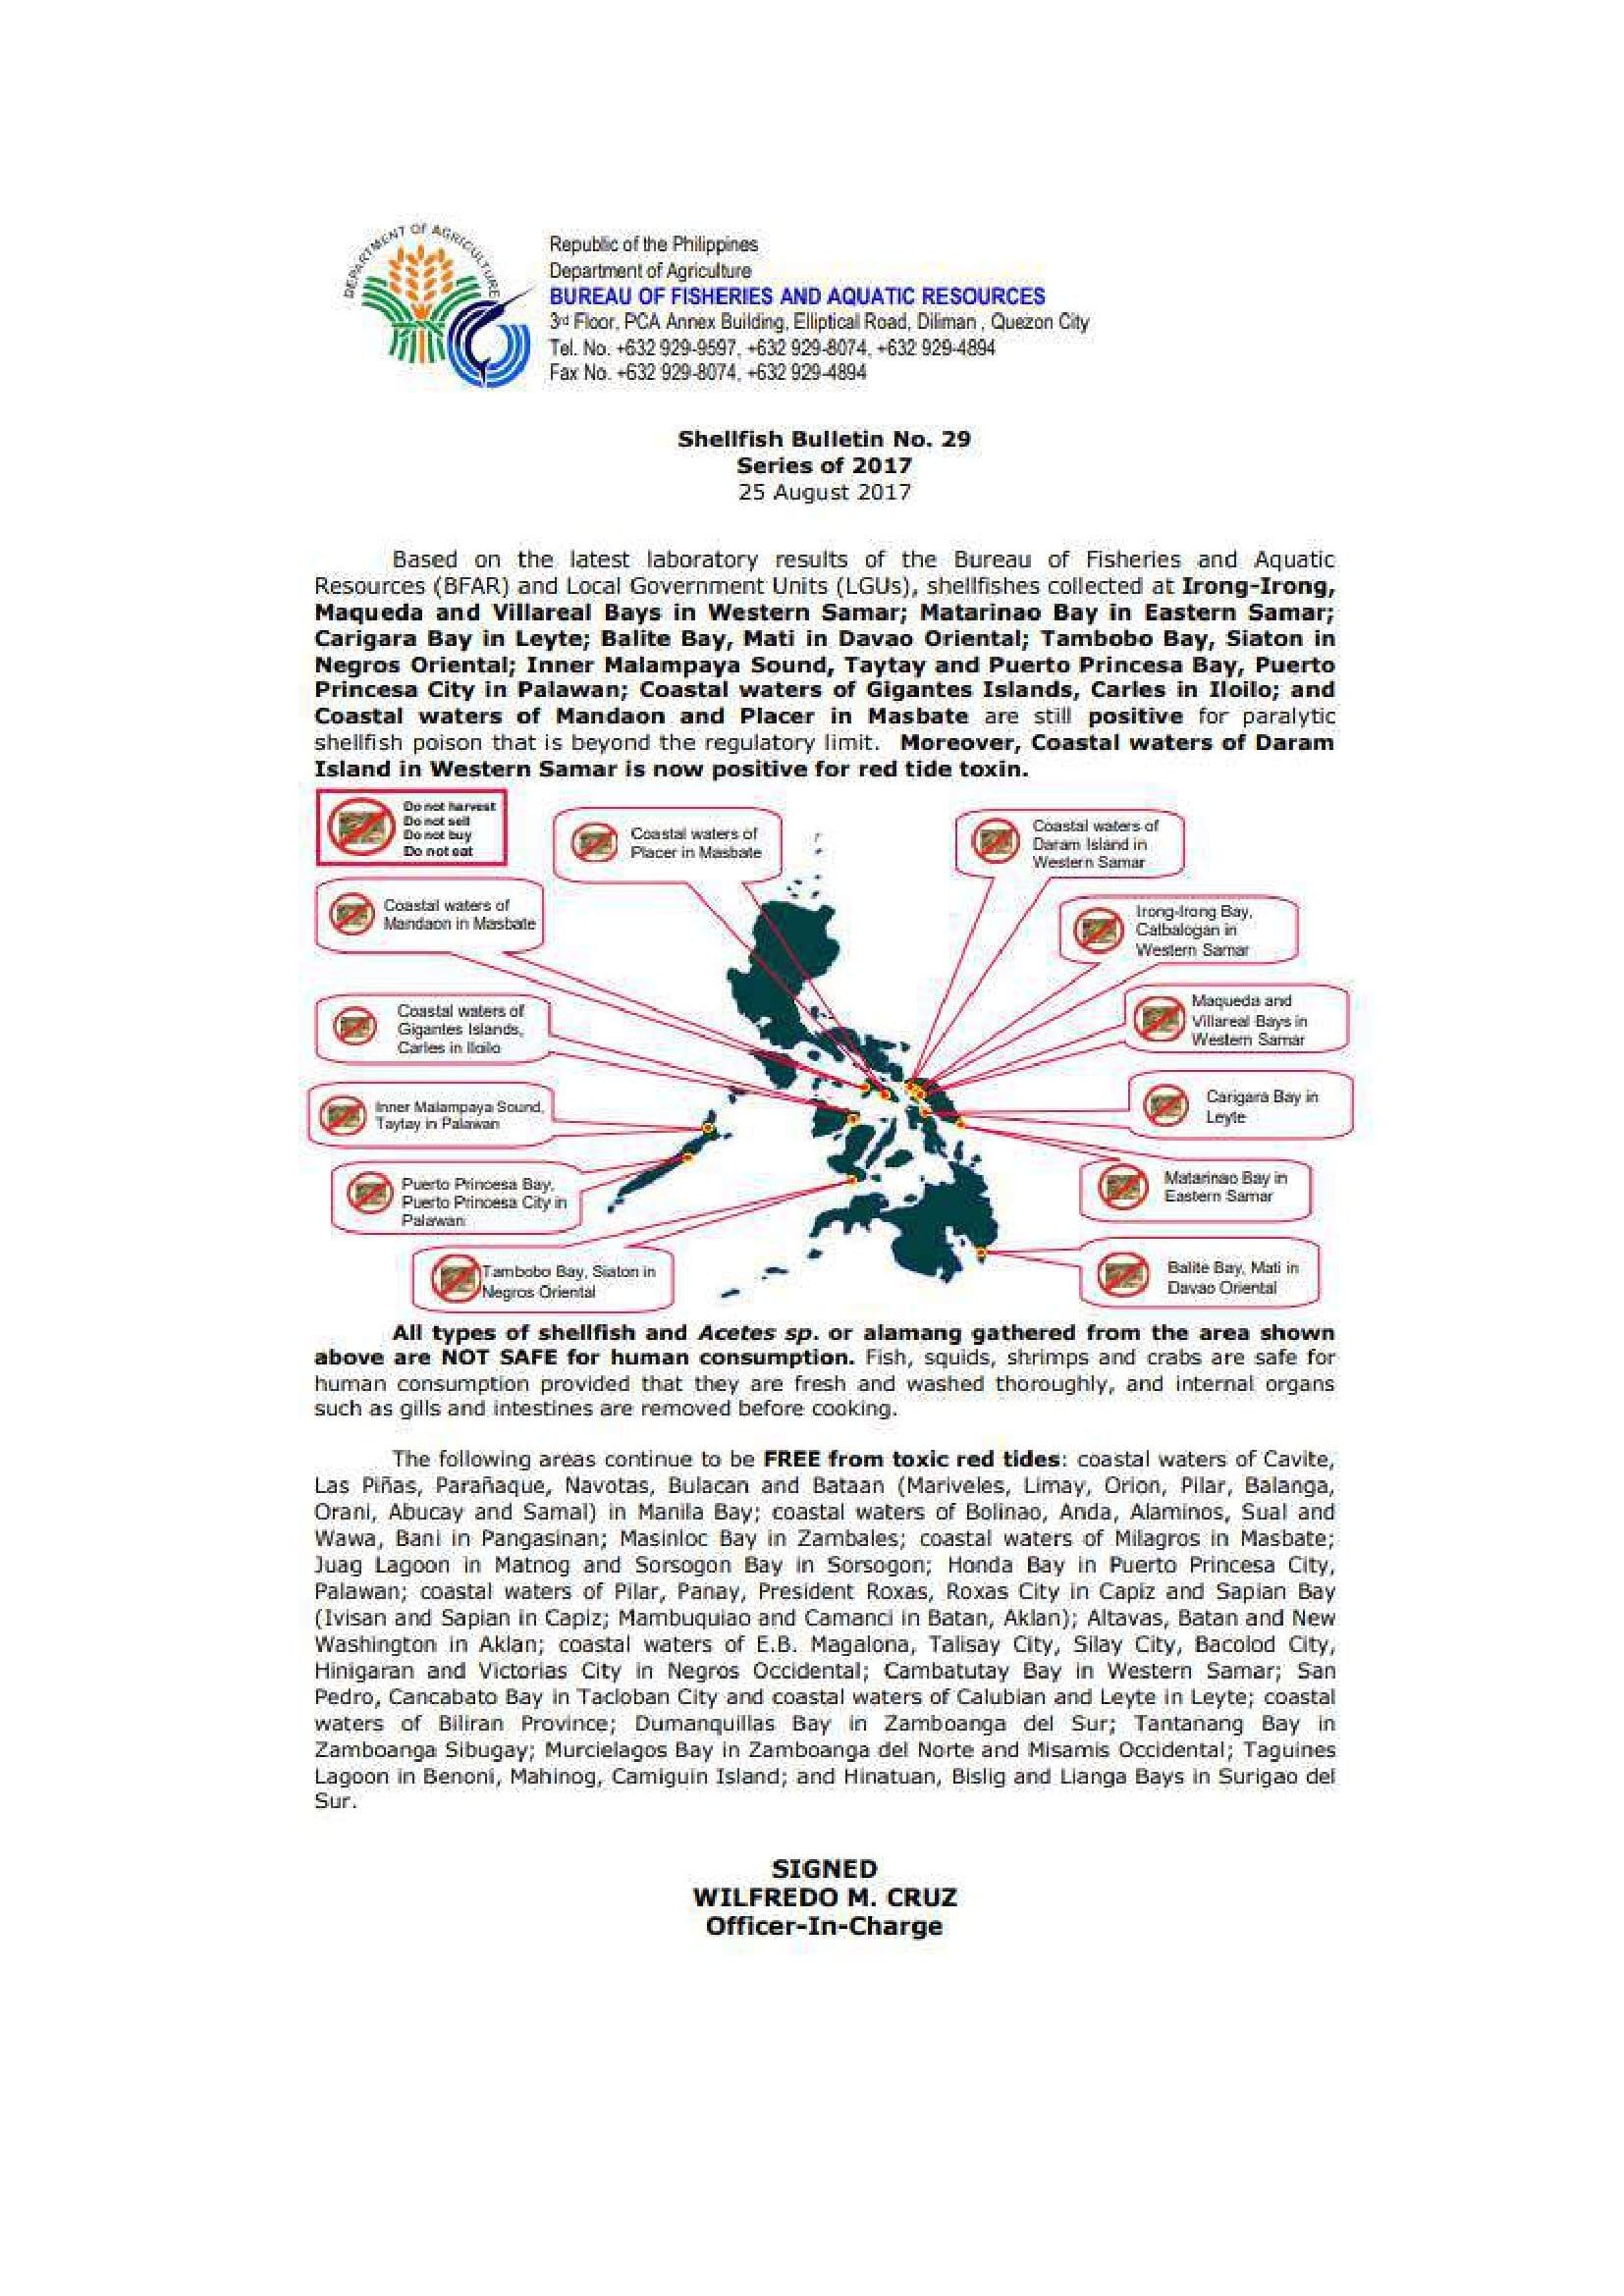 DEPARTMENT OF AGRICULTURE
Republic of the Philippines
Department of Agriculture
BUREAU OF FISHERIES AND AQUATIC RESOURCES
3rd Floor, PCA Annex Building, Elliptical Road, Diliman , Quezon City
Tel. No. +632 929-9597, +632 929-8074, +632 929-4894
Fax No. +632 929-8074, +632 929-4894
Shellfish Bulletin No. 29
Series of 2017
25 August 2017
Based on the latest laboratory results of the Bureau of Fisheries and Aquatic
Resources (BFAR) and Local Government Units (LGUs), shellfishes collected at Irong-Irong,
Maqueda and Villareal Bays in Western Samar; Matarinao Bay in Eastern Samar;
Carigara Bay in Leyte; Balite Bay, Mati in Davao Oriental; Tambobo Bay, Siaton in
Negros Oriental; Inner Malampaya Sound, Taytay and Puerto Princesa Bay, Puerto
Princesa City in Palawan; Coastal waters of Gigantes Islands, Carles in Iloilo; and
Coastal waters of Mandaon and Placer in Masbate are still positive for paralytic
shellfish poison that is beyond the regulatory limit. Moreover, Coastal waters of Daram
Island in Western Samar is now positive for red tide toxin.
Do not harvest
Do not sell
Do not buy
Do not eat
Coastal waters of
Placer in Masbate
Coastal waters of
Daram Island in
Western Samar
Coastal waters of
Mandaon in Masbate
Irong-Irong Bay,
Catbalogan in
Western Samar
Coastal waters of
Gigantes Islands,
Carles in Iloilo
Maqueda and
Villareal Bays in
Western Samar
Inner Malampaya Sound,
Taytay in Palawan
Carigara Bay in
Leyte
Puerto Princesa Bay,
Puerto Princesa City in
Palawan
Matarinao Bay in
Eastern Samar
Tambobo Bay, Siaton in
Negros Oriental
Balite Bay, Mati in
Davao Oriental
All types of shellfish and Acetes sp. or alamang gathered from the area shown
above are NOT SAFE for human consumption. Fish, squids, shrimps and crabs are safe for
human consumption provided that they are fresh and washed thoroughly, and internal organs
such as gills and intestines are removed before cooking.
The following areas continue to be FREE from toxic red tides: coastal waters of Cavite,
Las Piñas, Parañaque, Navotas, Bulacan and Bataan (Mariveles, Limay, Orion, Pilar, Balanga,
Orani, Abucay and Samal) in Manila Bay; coastal waters of Bolinao, Anda, Alaminos, Sual and
Wawa, Bani in Pangasinan; Masinloc Bay in Zambales; coastal waters of Milagros in Masbate;
Juag Lagoon in Matnog and Sorsogon Bay in Sorsogon; Honda Bay in Puerto Princesa City,
Palawan; coastal waters of Pilar, Panay, President Roxas, Roxas City in Capiz and Sapian Bay
(Ivisan and Sapian in Capiz; Mambuquiao and Camanci in Batan, Aklan); Altavas, Batan and New
Washington in Aklan; coastal waters of E.B. Magalona, Talisay City, Silay City, Bacolod City,
Hinigaran and Victorias City in Negros Occidental; Cambatutay Bay in Western Samar; San
Pedro, Cancabato Bay in Tacloban City and coastal waters of Calubian and Leyte in Leyte; coastal
waters of Biliran Province; Dumanquillas Bay in Zamboanga del Sur; Tantanang Bay in
Zamboanga Sibugay; Murcielagos Bay in Zamboanga del Norte and Misamis Occidental; Taguines
Lagoon in Benoni, Mahinog, Camiguin Island; and Hinatuan, Bislig and Lianga Bays in Surigao del
Sur.
SIGNED
WILFREDO M. CRUZ
Officer-In-Charge